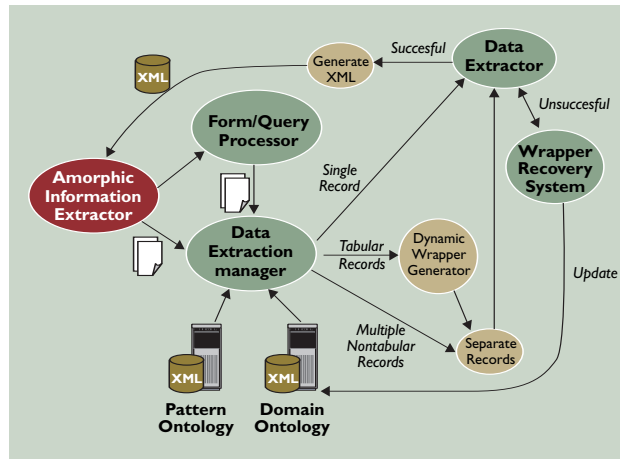 Succesful
Data
Extractor
Generate
XML
XML
Unsuccesful
Form/Query
Processor
Wrapper
Recovery
System
Single
Record
Amorphic
Information
Extractor
Data
Extraction
manager
Tabular
Records
Dynamic
Wrapper
Generator
Update
Multiple
Nontabular
Records
Separate
Records
XML
XML
Pattern
Ontology
Domain
Ontology